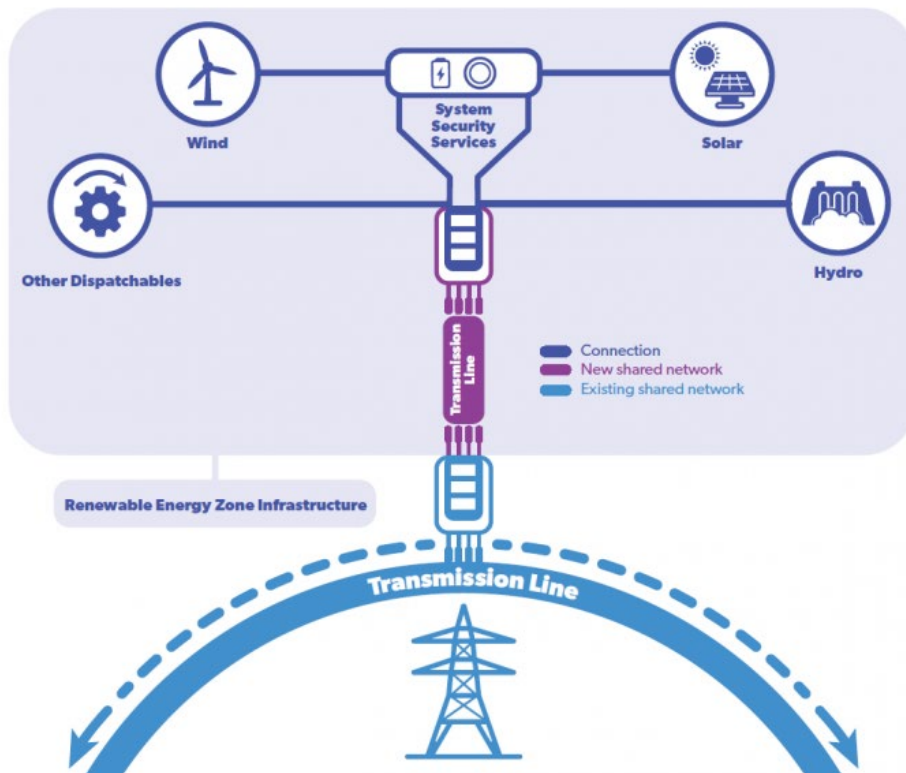 System
Security
Services
Wind
Solar
Other Dispatchables
Hydro
Transmission
Line
Connection
New shared network
Existing shared network
Renewable Energy Zone Infrastructure
Transmission Line